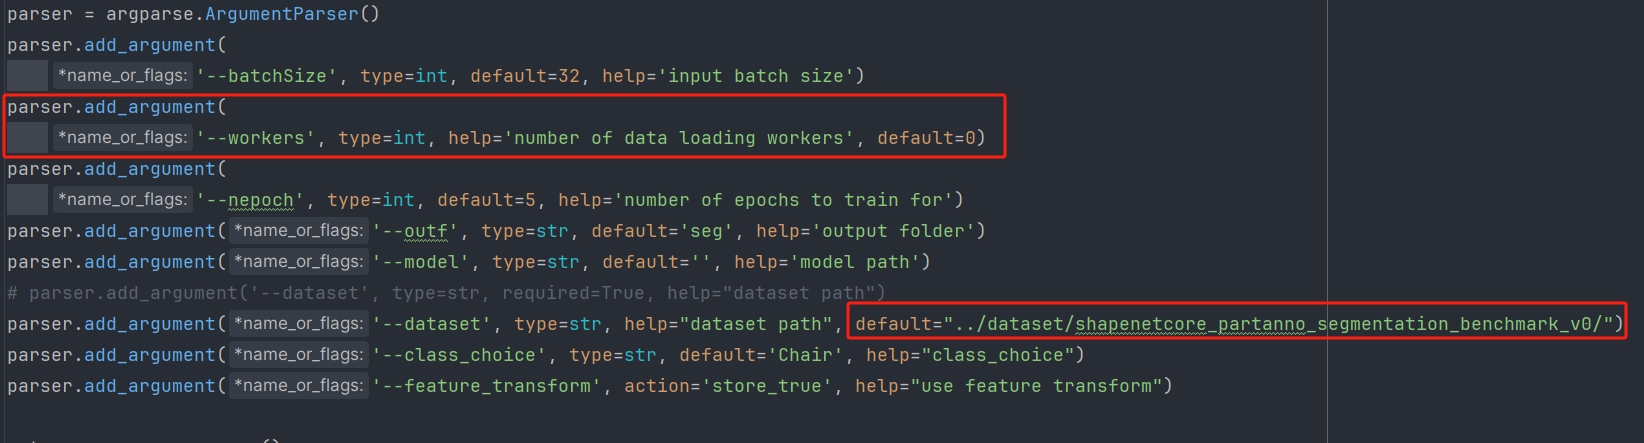 parser = argparse.ArgumentParser()
parser.add_argument(
*name_or_flags: '--batchSize', type=int, default=32, help='input batch size')
parser.add_argument(
*name_or_flags: '--workers', type=int, help='number of data loading workers', default=0)
parser.add_argument(
*name_or_flags: '--nepoch', type=int, default=5, help='number of epochs to train for')
parser.add_argument(*name_or_flags: '--outf', type=str, default='seg', help='output folder')
parser.add_argument(*name_or_flags: '--model', type=str, default='', help='model path')
# parser.add_argument('--dataset', type=str, required=True, help="dataset path")
parser.add_argument(*name_or_flags: '--dataset', type=str, help="dataset path", default="../dataset/shapenetcore_partanno_segmentation_benchmark_v0/")
parser.add_argument(*name_or_flags: '--class_choice', type=str, default='Chair', help="class_choice")
parser.add_argument(*name_or_flags: '--feature_transform', action='store_true', help="use feature transform")